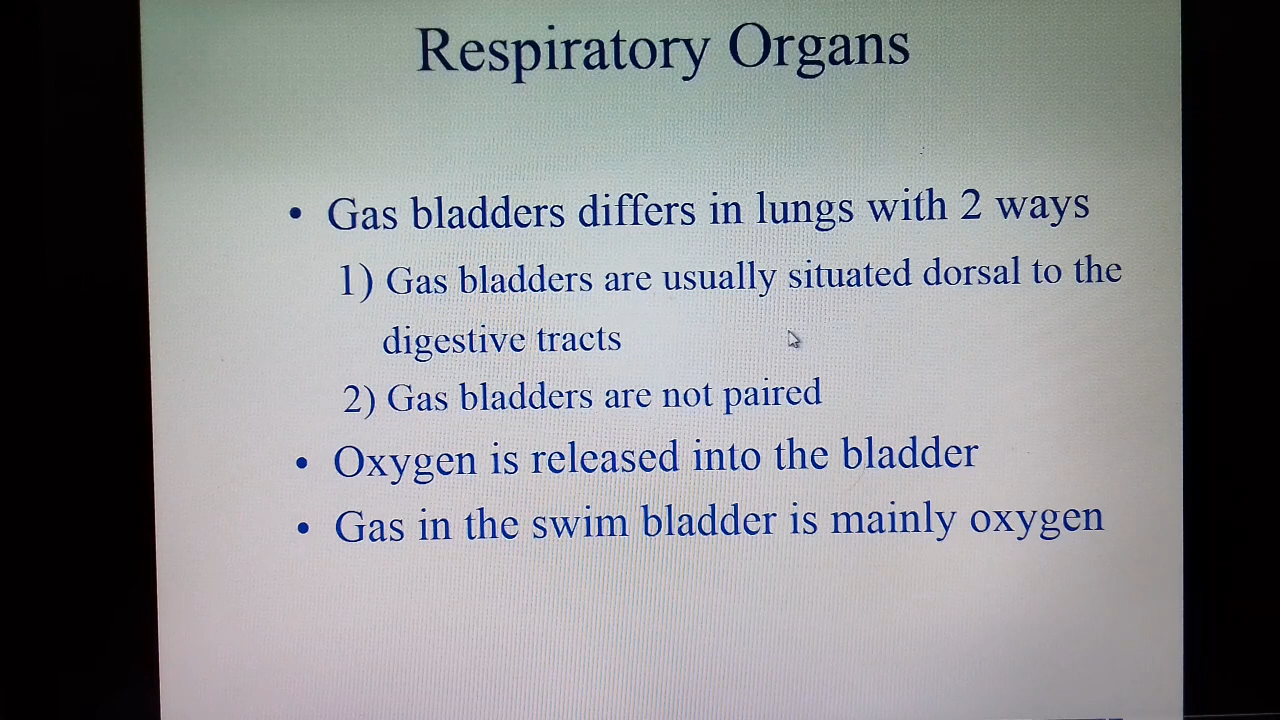 Respiratory Organs
• Gas bladders differs in lungs with 2 ways
1) Gas bladders are usually situated dorsal to the
digestive tracts
2) Gas bladders are not paired
• Oxygen is released into the bladder
• Gas in the swim bladder is mainly oxygen